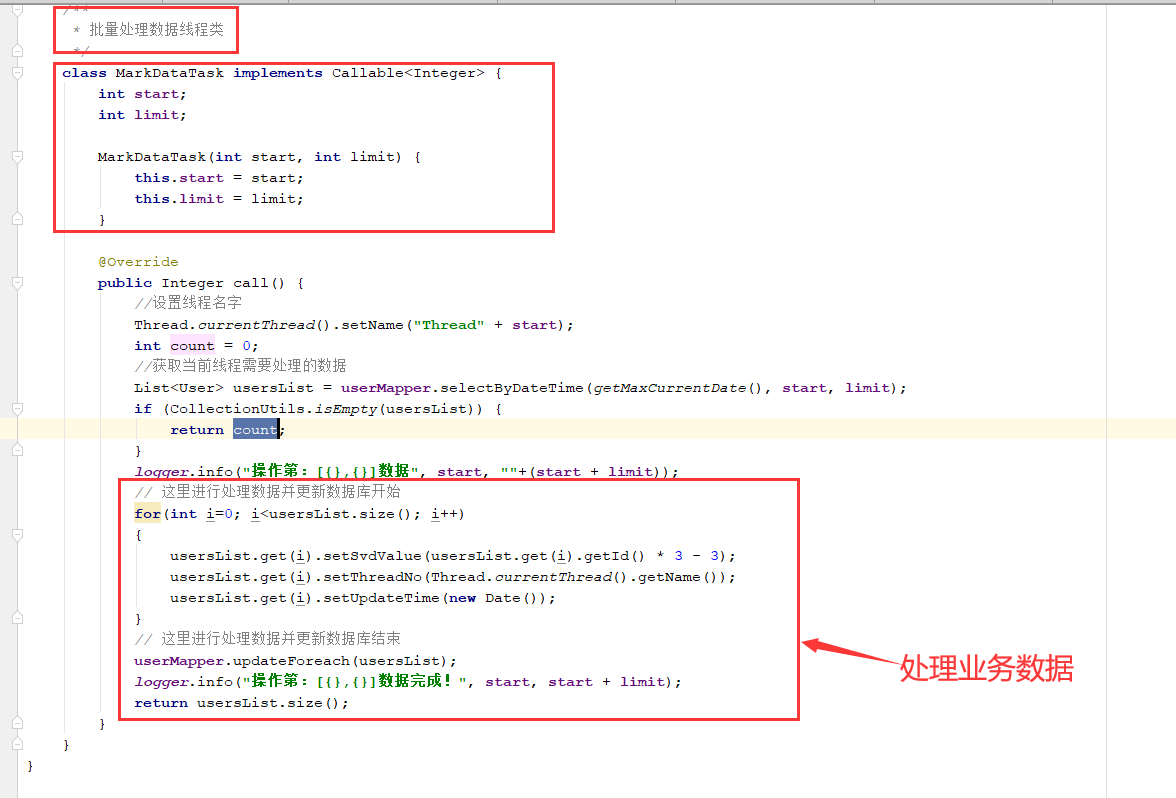 /**
* 批量处理数据线程类
*/
class MarkDataTask implements Callable<Integer> {
int start;
int limit;
MarkDataTask(int start, int limit) {
this.start = start;
this.limit = limit;
}
@Override
public Integer call() {
//设置线程名字
Thread.currentThread().setName("Thread" + start);
int count = 0;
//获取当前线程需要处理的数据
List<User> usersList = userMapper.selectByDateTime(getMaxCurrentDate(), start, limit);
if (CollectionUtils.isEmpty(usersList)) {
return count;
}
logger.info("操作第：[{},{}]数据", start, ""+(start + limit));
// 这里进行处理数据并更新数据库开始
for(int i=0; i<usersList.size(); i++)
{
usersList.get(i).setSvdValue(usersList.get(i).getId() * 3 - 3);
usersList.get(i).setThreadNo(Thread.currentThread().getName());
usersList.get(i).setUpdateTime(new Date());
}
// 这里进行处理数据并更新数据库结束
userMapper.updateForeach(usersList);
处理业务数据
logger.info("操作第：[{},{}]数据完成！", start, start + limit);
return usersList.size();
}
}
}